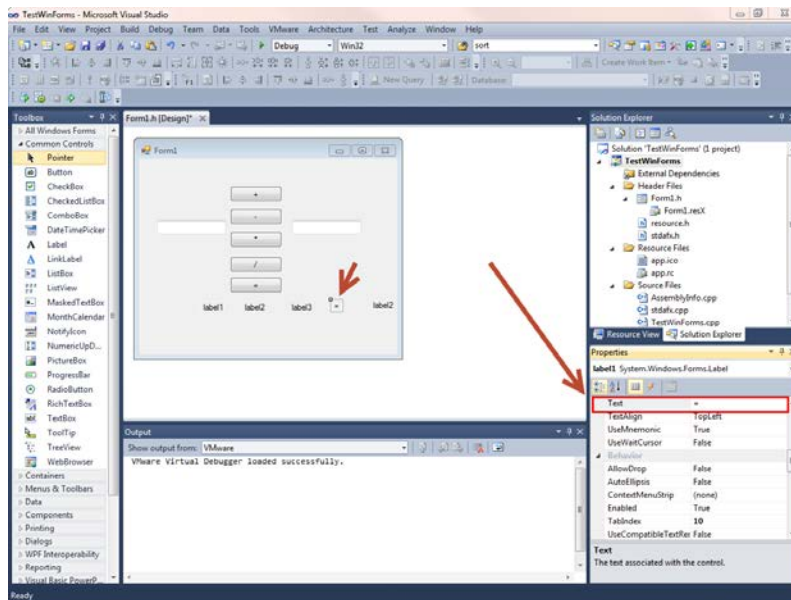 TestWinForms - Microsoft Visual Studio
File Edit View Project Build Debug Team Data Tools VMware Architecture Test Analyze Window Help
Debug Win32 sort
Create Work Item
New Query Database
Toolbox
All Windows Forms
Common Controls
Pointer
Button
CheckBox
CheckedListBox
ComboBox
DateTimePicker
Label
LinkLabel
ListBox
ListView
MaskedTextBox
MonthCalendar
NotifyIcon
NumericUpD...
PictureBox
ProgressBar
RadioButton
RichTextBox
TextBox
ToolTip
TreeView
WebBrowser
Containers
Menus & Toolbars
Data
Components
Printing
Dialogs
WPF Interoperability
Reporting
Visual Basic PowerP...
Form1.h [Design]*
Form1
+
-
*
/
=
label1 label2 label3 = label2
Output
Show output from: VMware
VMware Virtual Debugger loaded successfully.
Solution Explorer
Solution 'TestWinForms' (1 project)
TestWinForms
External Dependencies
Header Files
Form1.h
Form1.resX
resource.h
stdafx.h
Resource Files
app.ico
app.rc
Source Files
AssemblyInfo.cpp
stdafx.cpp
TestWinForms.cpp
Resource View Solution Explorer
Properties
label1 System.Windows.Forms.Label
Text =
TextAlign TopLeft
UseMnemonic True
UseWaitCursor False
Behavior
AllowDrop False
AutoEllipsis False
ContextMenuStrip (none)
Enabled True
TabIndex 10
UseCompatibleTextRer False
Text
The text associated with the control.
Ready